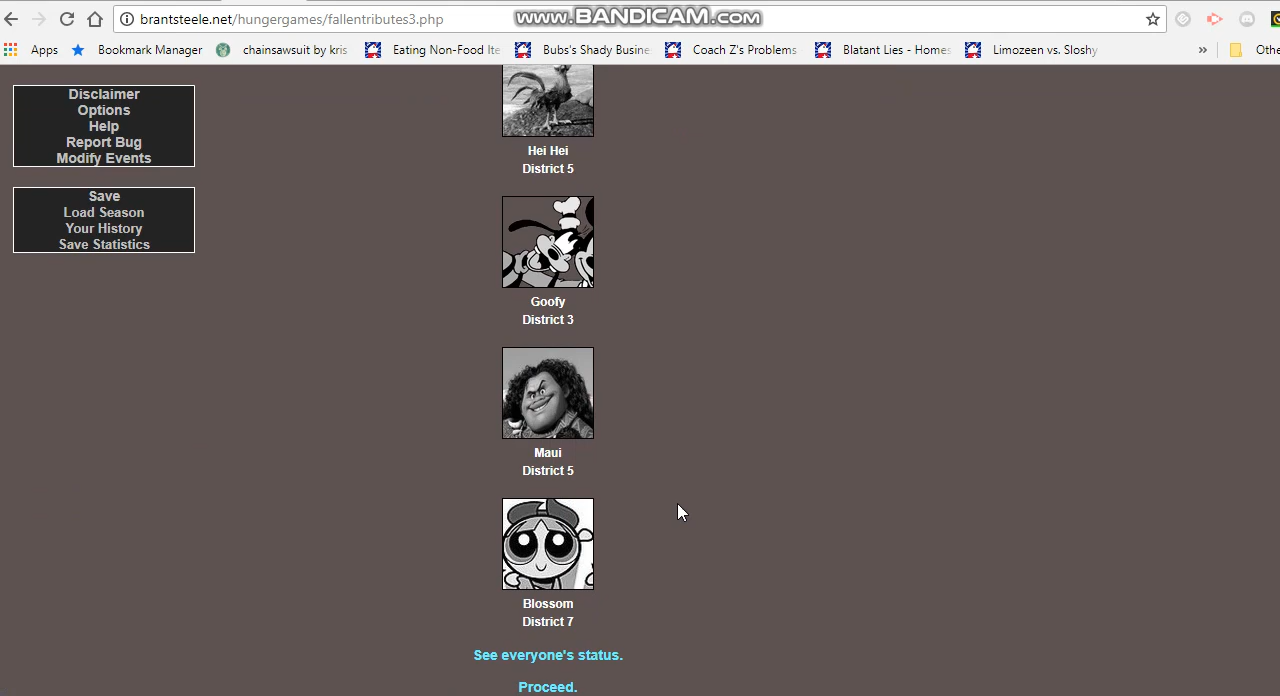 brantsteele.net/hungergames/fallentributes3.php
www.BANDICAM.com
Apps Bookmark Manager chainsawsuit by kris Eating Non-Food Ite Bubs's Shady Busine Coach Z's Problems Blatant Lies - Homes Limozeen vs. Sloshy » Othe
Disclaimer
Options
Help
Report Bug
Modify Events
Save
Load Season
Your History
Save Statistics
Hei Hei
District 5
Goofy
District 3
Maui
District 5
Blossom
District 7
See everyone's status.
Proceed.